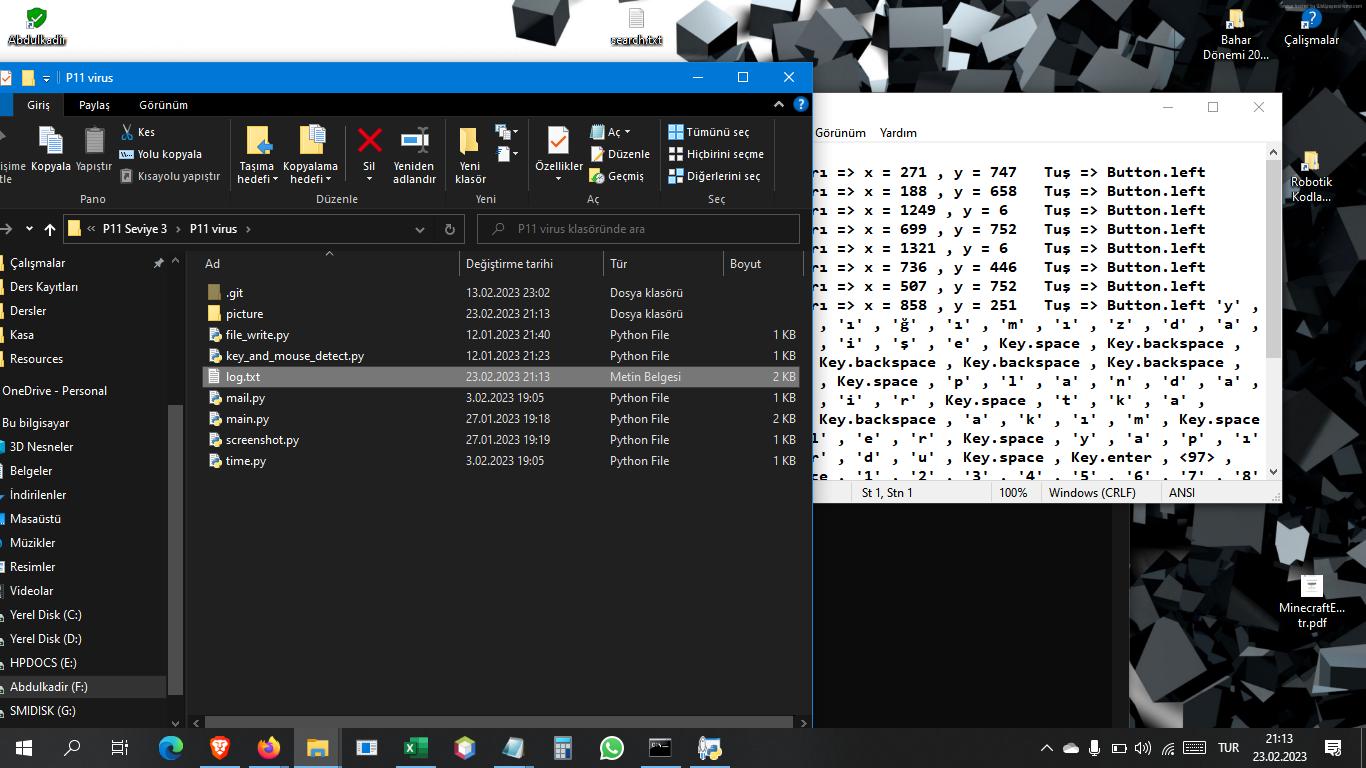 Abdulkadir
search.txt
Bahar
Dönemi 20...
Çalışmalar
P11 virus
Giriş Paylaş Görünüm
Kes
Yolu kopyala
Kısayolu yapıştır
Kopyala Yapıştır
Pano
Taşıma
hedefi
Kopyalama
hedefi
Sil
Yeniden
adlandır
Düzenle
Yeni
klasör
Yeni
Özellikler
Aç
Düzenle
Geçmiş
Aç
Tümünü seç
Hiçbirini seçme
Diğerlerini seç
Seç
« P11 Seviye 3 › P11 virus ›
P11 virus klasöründe ara
Çalışmalar
Ders Kayıtları
Dersler
Kasa
Resources
OneDrive - Personal
Bu bilgisayar
3D Nesneler
Belgeler
İndirilenler
Masaüstü
Müzikler
Resimler
Videolar
Yerel Disk (C:)
Yerel Disk (D:)
HPDOCS (E:)
Abdulkadir (F:)
SMIDISK (G:)
Ad Değiştirme tarihi Tür Boyut
.git 13.02.2023 23:02 Dosya klasörü
picture 23.02.2023 21:13 Dosya klasörü
file_write.py 12.01.2023 21:40 Python File 1 KB
key_and_mouse_detect.py 12.01.2023 21:23 Python File 1 KB
log.txt 23.02.2023 21:13 Metin Belgesi 2 KB
mail.py 3.02.2023 19:05 Python File 1 KB
main.py 27.01.2023 19:18 Python File 2 KB
screenshot.py 27.01.2023 19:19 Python File 1 KB
time.py 3.02.2023 19:05 Python File 1 KB
Görünüm Yardım
rı => x = 271 , y = 747 Tuş => Button.left
rı => x = 188 , y = 658 Tuş => Button.left
rı => x = 1249 , y = 6 Tuş => Button.left
rı => x = 699 , y = 752 Tuş => Button.left
rı => x = 1321 , y = 6 Tuş => Button.left
rı => x = 736 , y = 446 Tuş => Button.left
rı => x = 507 , y = 752 Tuş => Button.left
rı => x = 858 , y = 251 Tuş => Button.left 'y' ,
, 'ı' , 'ğ' , 'ı' , 'm' , 'ı' , 'z' , 'd' , 'a' ,
, 'i' , 'ş' , 'e' , Key.space , Key.backspace ,
Key.backspace , Key.backspace , Key.backspace ,
, Key.space , 'p' , 'l' , 'a' , 'n' , 'd' , 'a' ,
, 'i' , 'r' , Key.space , 't' , 'k' , 'a' ,
Key.backspace , 'a' , 'k' , 'ı' , 'm' , Key.space
l' , 'e' , 'r' , Key.space , 'y' , 'a' , 'p' , 'ı'
r' , 'd' , 'u' , Key.space , Key.enter , <97> ,
ce , '1' , '2' , '3' , '4' , '5' , '6' , '7' , '8'
St 1, Stn 1 100% Windows (CRLF) ANSI
Robotik
Kodla...
MinecraftE...
tr.pdf
TUR
21:13
23.02.2023